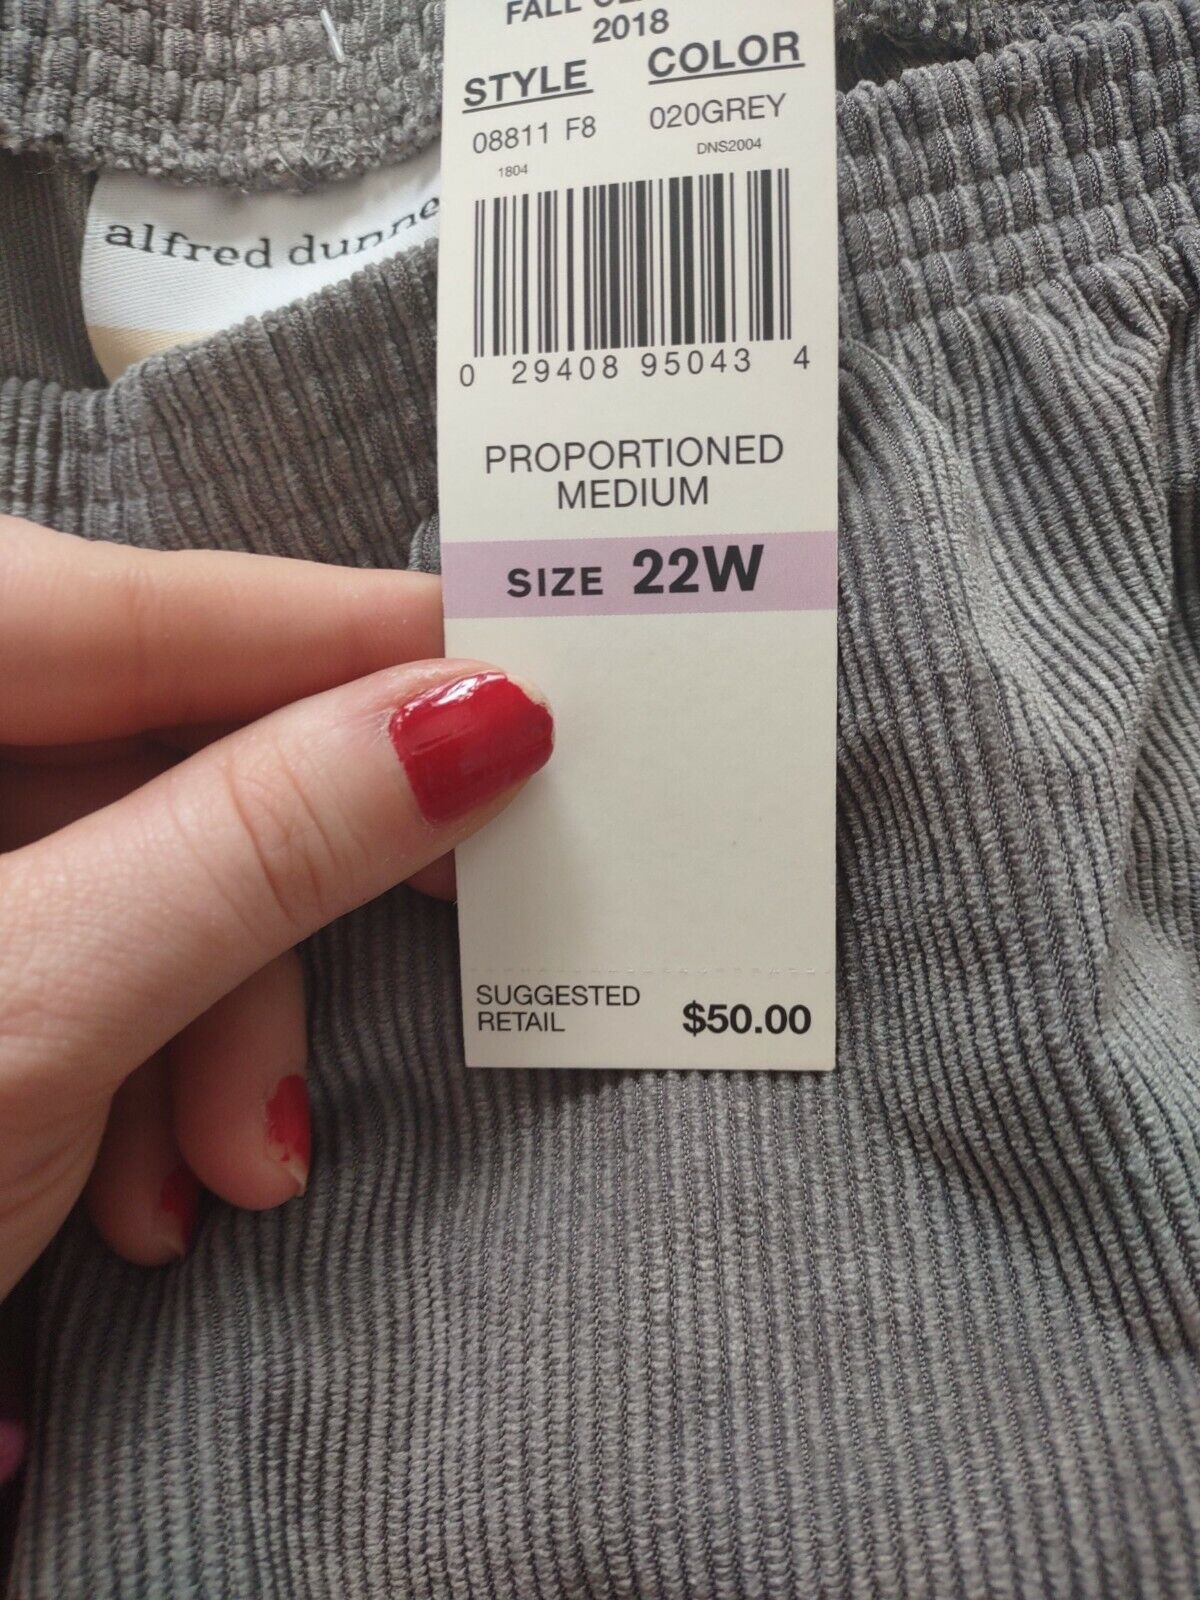 FALL
2018
STYLE COLOR
08811 F8 020GREY
1804 DNS2004
alfred dunne
0 29408 95043 4
PROPORTIONED
MEDIUM
SIZE 22W
SUGGESTED
RETAIL $50.00